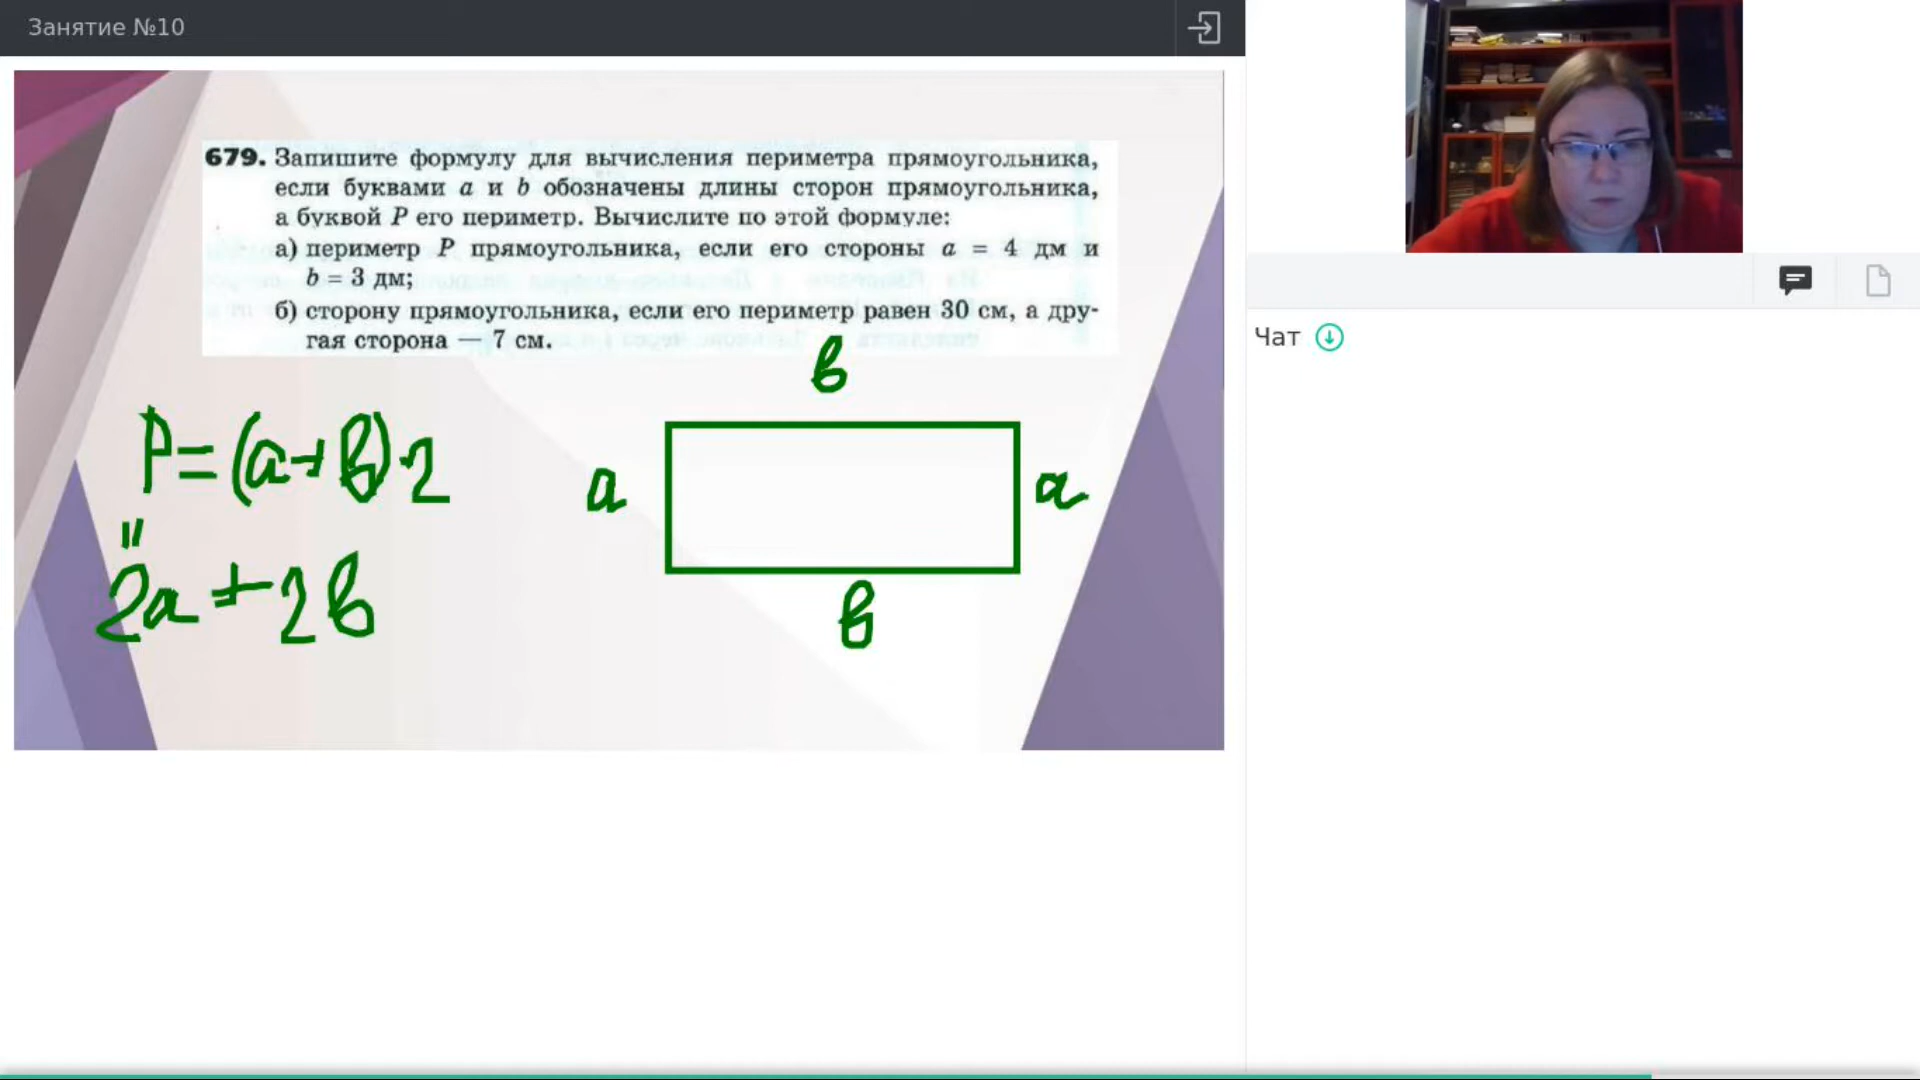 Занятие №10
679. Запишите формулу для вычисления периметра прямоугольника,
если буквами a и b обозначены длины сторон прямоугольника,
а буквой P его периметр. Вычислите по этой формуле:
а) периметр P прямоугольника, если его стороны a = 4 дм и
b = 3 дм;
б) сторону прямоугольника, если его периметр равен 30 см, а дру-
гая сторона — 7 см.
в
P=(a+в)·2
a
a
"
2a+2в
в
Чат